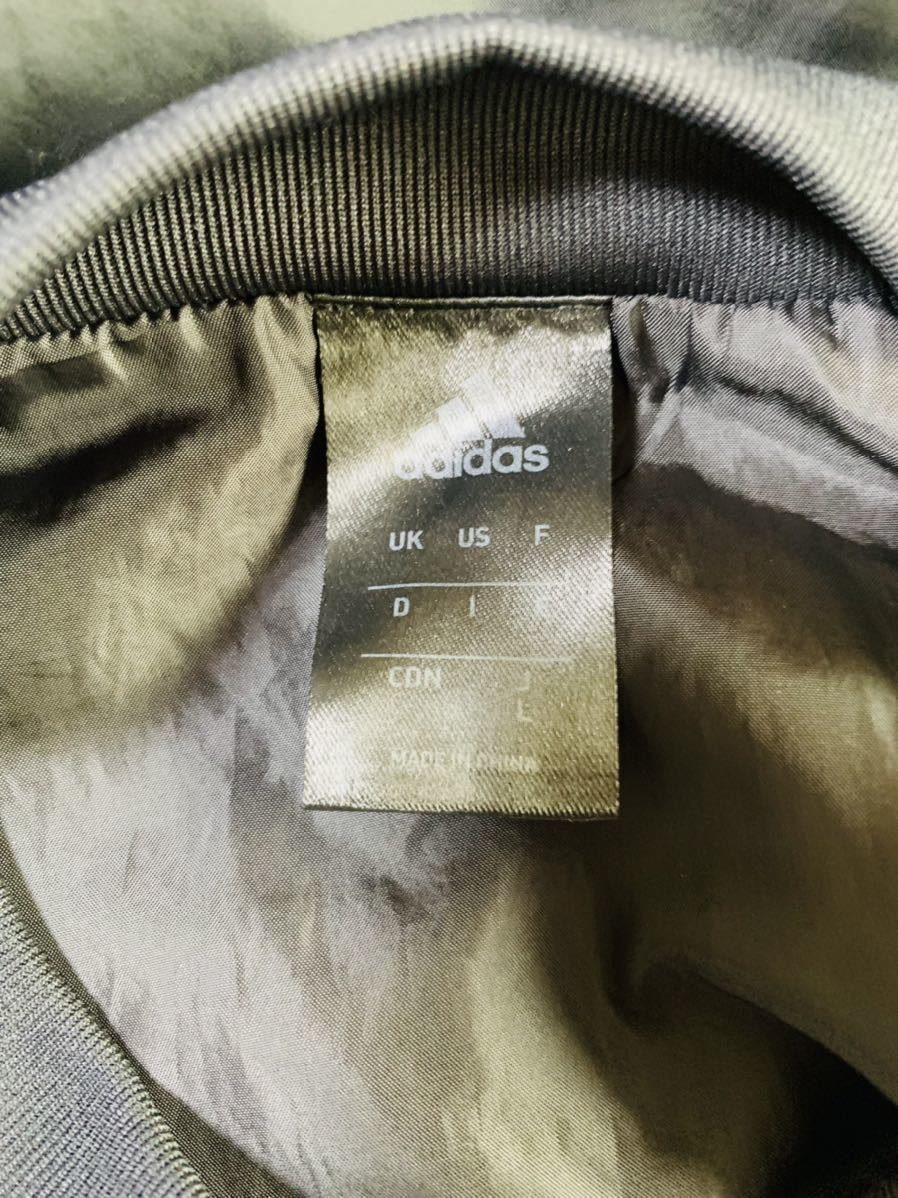 adidas
UK US F
D I E
CDN J
L
MADE IN CHINA